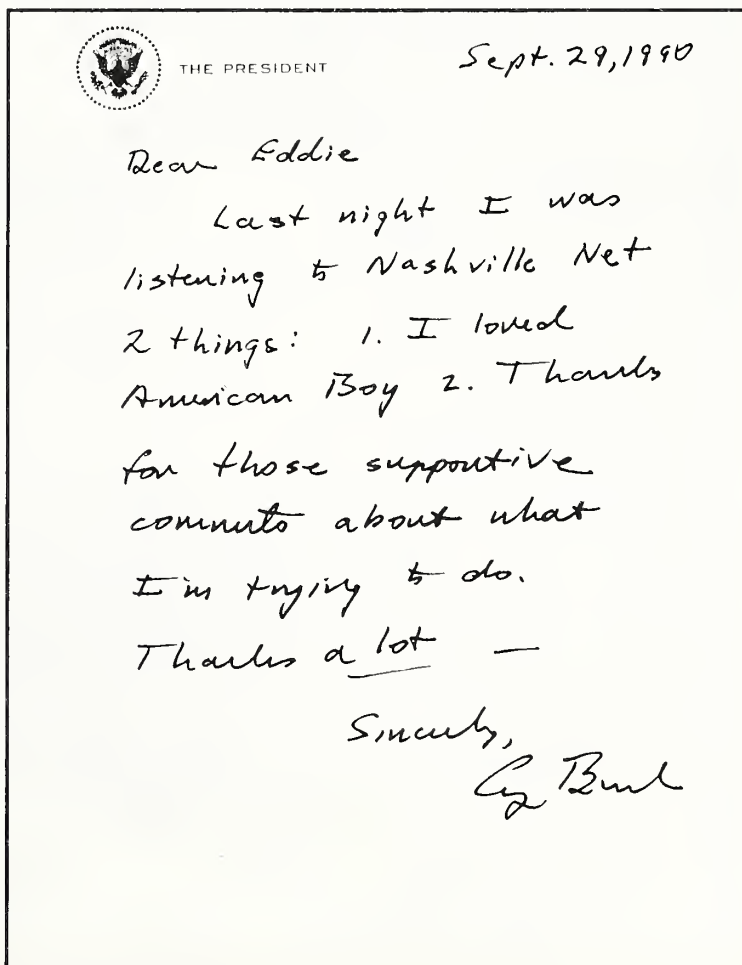 THE PRESIDENT
Sept. 29, 1990
Dear Eddie
Last night I was
listening to Nashville Net
2 things: 1. I loved
American Boy 2. Thanks
for those supportive
comments about what
I'm trying to do.
Thanks a lot —
Sincerely,
Bush